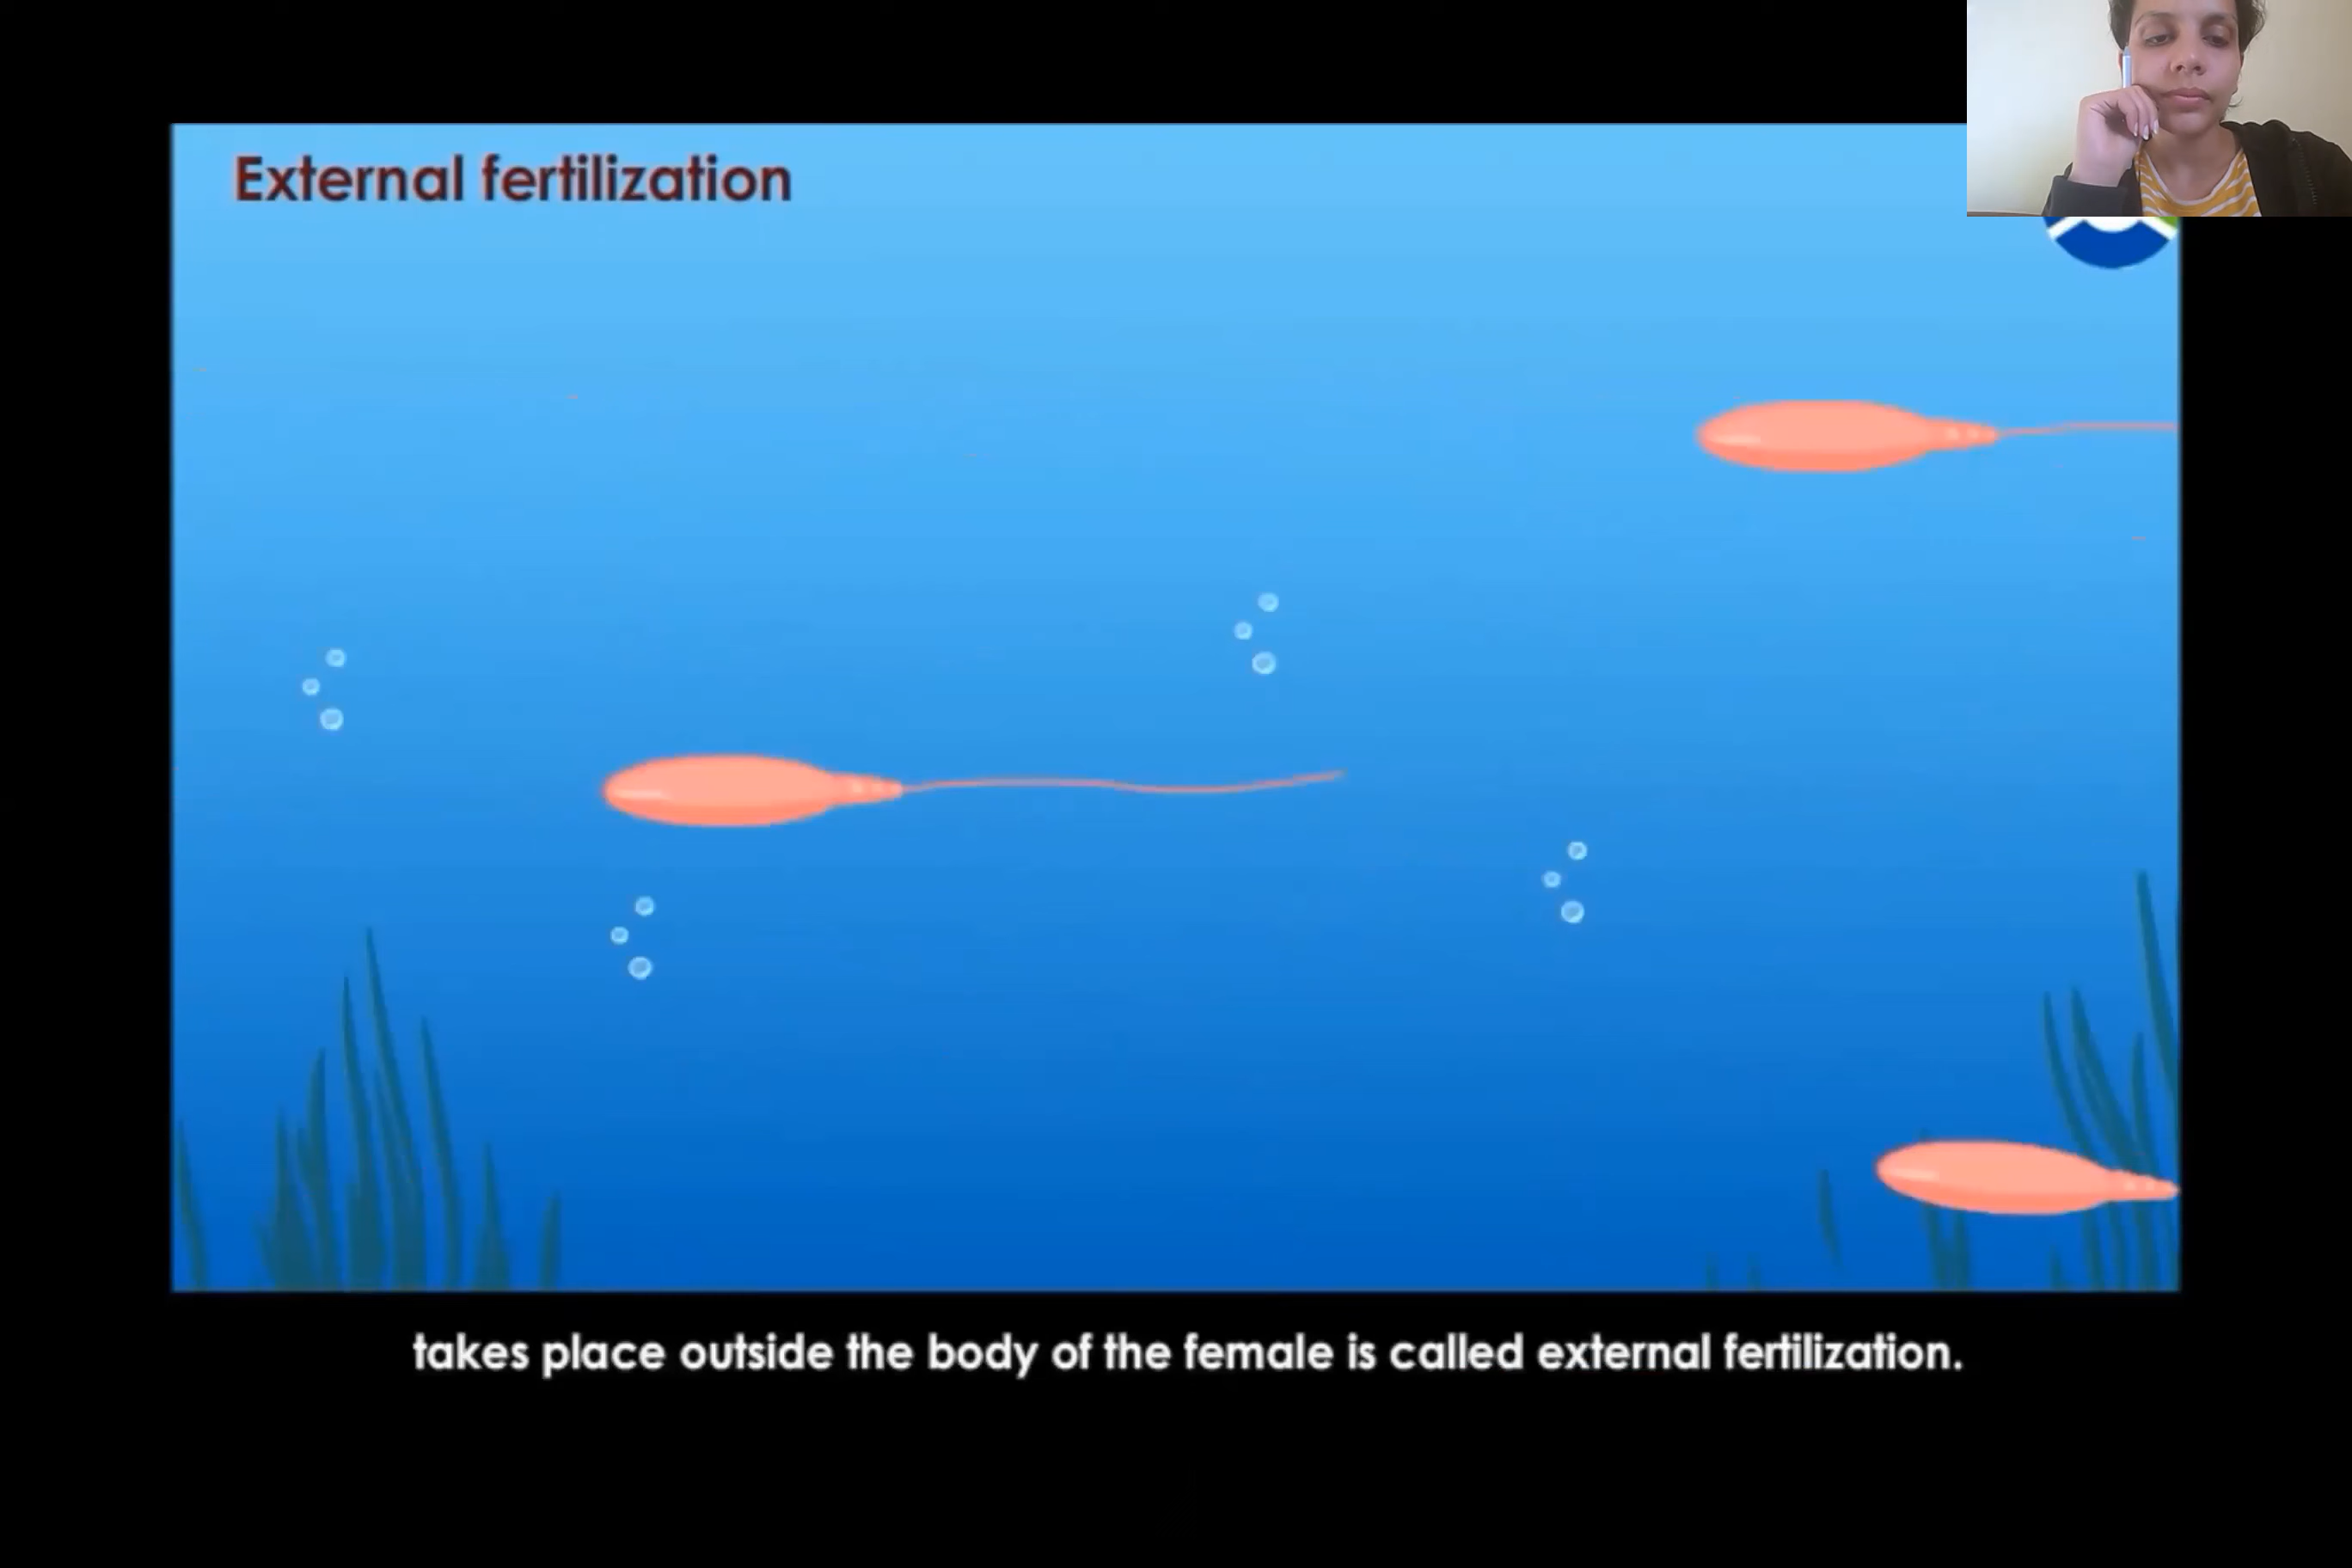 External fertilization
takes place outside the body of the female is called external fertilization.